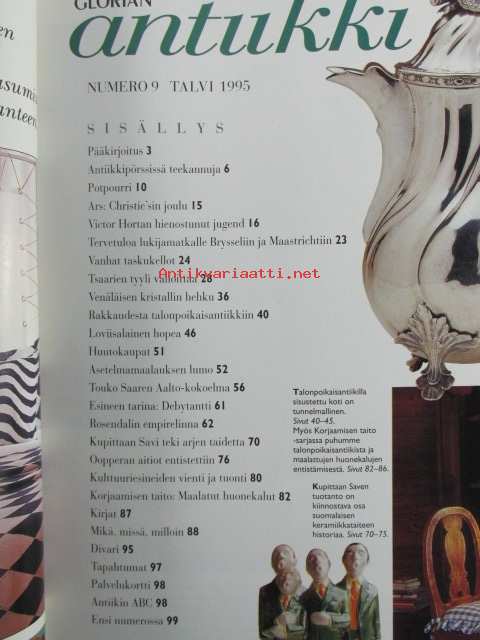 GLORIAN
antukki
NUMERO 9 TALVI 1995
SISÄLLYS
Pääkirjoitus 3
Antiikkipörssissä teekannuja 6
Potpourri 10
Ars: Christie'sin joulu 15
Victor Hortan hienostunut jugend 16
Tervetuloa lukijamatkalle Brysseliin ja Maastrichtiin 23
Vanhat taskukellot 24
Tsaarien tyyli valloittaa 28
Antikvariaatti.net
Venäläisen kristallin hehku 36
Rakkaudesta talonpoikaisantiikkiin 40
Loviisalainen hopea 46
Huutokaupat 51
Asetelmamaalauksen lumo 52
Touko Saaren Aalto-kokoelma 56
Esineen tarina: Debytantti 61
Rosendalin empirelinna 62
Kupittaan Savi teki arjen taidetta 70
Oopperan aitiot entistettiin 76
Kulttuuriesineiden vienti ja tuonti 80
Korjaamisen taito: Maalatut huonekalut 82
Kirjat 87
Mikä, missä, milloin 88
Divari 95
Tapahtumat 97
Palvelukortti 98
Antiikin ABC 98
Ensi numerossa 99
Talonpoikaisantiikilla
sisustettu koti on
tunnelmallinen.
Sivut 40–45.
Myös Korjaamisen taito
-sarjassa puhumme
talonpoikaisantiikista ja
maalattujen huonekalujen
entistämisestä. Sivut 82–86.
Kupittaan Saven
tuotanto on
kiinnostava osa
suomalaisen
keramiikkataiteen
historiaa. Sivut 70–75.